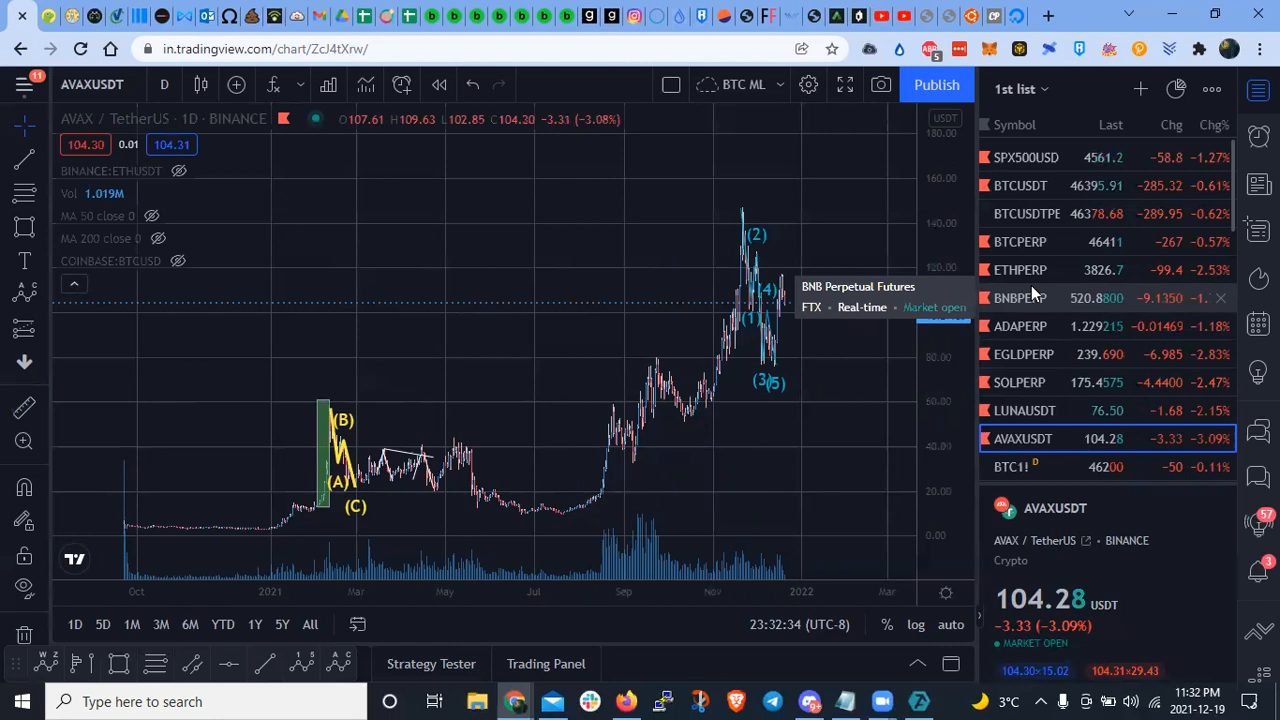 in.tradingview.com/chart/ZcJ4tXrw/
5
11
AVAXUSDT D BTC ML Publish 1st list
AVAX / TetherUS · 1D · BINANCE O107.61 H109.63 L102.85 C104.30 -3.31 (-3.08%) USDT
104.30 0.01 104.31
BINANCE:ETHUSDT
Vol 1.019M
MA 50 close 0
MA 200 close 0
COINBASE:BTCUSD
180.00
160.00
140.00
120.00
80.00
60.00
40.00
20.00
0.00
(2)
(4)
(1)
(3)
(5)
(B)
(A)
(C)
BNB Perpetual Futures
FTX • Real-time • Market open
Oct 2021 Mar May Jul Sep Nov 2022 Mar
1D 5D 1M 3M 6M YTD 1Y 5Y All 23:32:34 (UTC-8) % log auto
W Z A C
Strategy Tester Trading Panel
Symbol Last Chg Chg%
SPX500USD 4561.2 -58.8 -1.27%
BTCUSDT 46395.91 -285.32 -0.61%
BTCUSDTPE 46378.68 -289.95 -0.62%
BTCPERP 46411 -267 -0.57%
ETHPERP 3826.7 -99.4 -2.53%
BNBPERP 520.8800 -9.1350
ADAPERP 1.229215 -0.01469 -1.18%
EGLDPERP 239.690 -6.985 -2.83%
SOLPERP 175.4575 -4.4400 -2.47%
LUNAUSDT 76.50 -1.68 -2.15%
AVAXUSDT 104.28 -3.33 -3.09%
BTC1! D 46200 -50 -0.11%
AVAXUSDT
AVAX / TetherUS • BINANCE
Crypto
104.28 USDT
-3.33 (-3.09%)
MARKET OPEN
104.30×15.02 104.31×29.43
57
3
Type here to search
9+
3°C
11:32 PM
2021-12-19